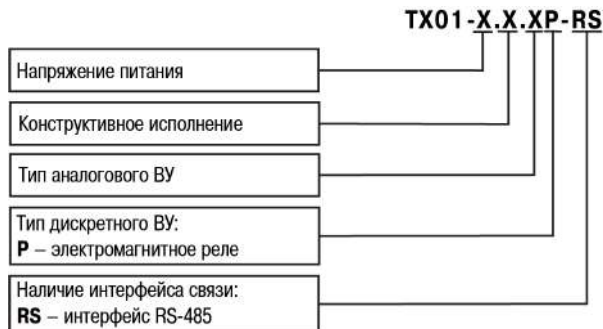 ТХ01-Х.Х.ХР-RS
Напряжение питания
Конструктивное исполнение
Тип аналогового ВУ
Тип дискретного ВУ:
Р – электромагнитное реле
Наличие интерфейса связи:
RS – интерфейс RS-485